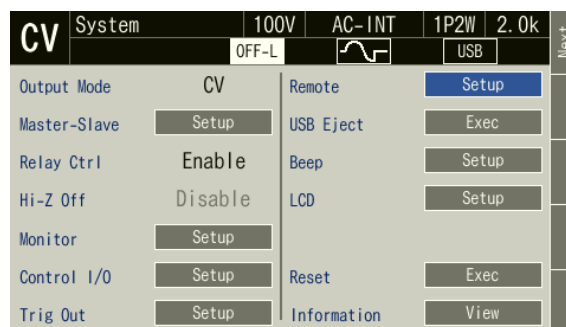 CV System 100V AC-INT 1P2W 2.0k
OFF-L USB
Next
Output Mode CV
Master-Slave Setup
Relay Ctrl Enable
Hi-Z Off Disable
Monitor Setup
Control I/O Setup
Trig Out Setup
Remote Setup
USB Eject Exec
Beep Setup
LCD Setup
Reset Exec
Information View